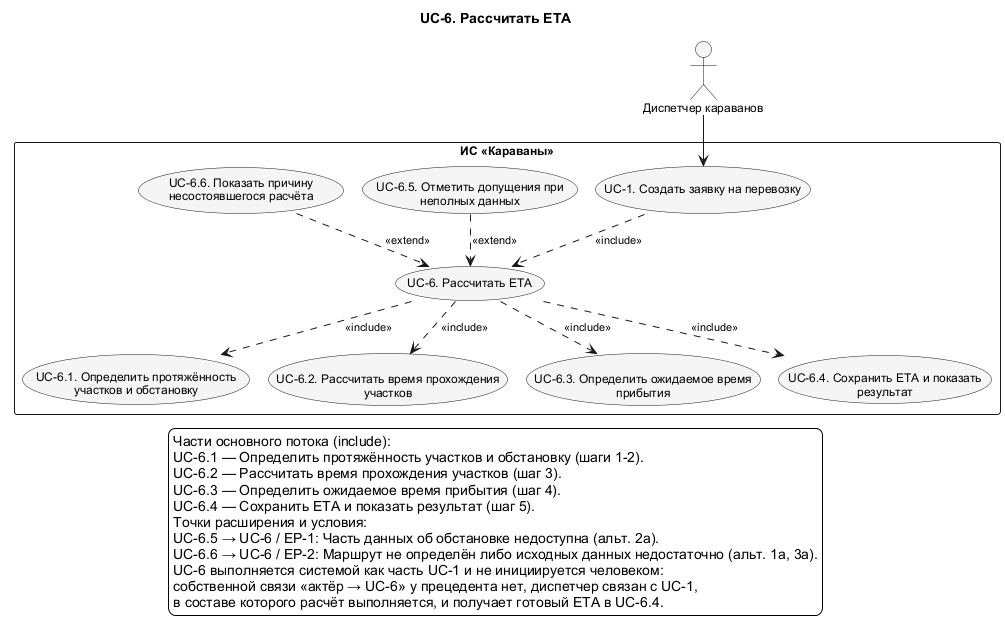 UC-6. Рассчитать ETA
Диспетчер караванов
ИС «Караваны»
UC-6.6. Показать причину
несостоявшегося расчёта
UC-6.5. Отметить допущения при
неполных данных
UC-1. Создать заявку на перевозку
«extend»
«extend»
«include»
UC-6. Рассчитать ETA
«include»
«include»
«include»
«include»
UC-6.1. Определить протяжённость
участков и обстановку
UC-6.2. Рассчитать время прохождения
участков
UC-6.3. Определить ожидаемое время
прибытия
UC-6.4. Сохранить ETA и показать
результат
Части основного потока (include):
UC-6.1 — Определить протяжённость участков и обстановку (шаги 1-2).
UC-6.2 — Рассчитать время прохождения участков (шаг 3).
UC-6.3 — Определить ожидаемое время прибытия (шаг 4).
UC-6.4 — Сохранить ETA и показать результат (шаг 5).
Точки расширения и условия:
UC-6.5 → UC-6 / EP-1: Часть данных об обстановке недоступна (альт. 2а).
UC-6.6 → UC-6 / EP-2: Маршрут не определён либо исходных данных недостаточно (альт. 1а, 3а).
UC-6 выполняется системой как часть UC-1 и не инициируется человеком:
собственной связи «актёр → UC-6» у прецедента нет, диспетчер связан с UC-1,
в составе которого расчёт выполняется, и получает готовый ETA в UC-6.4.